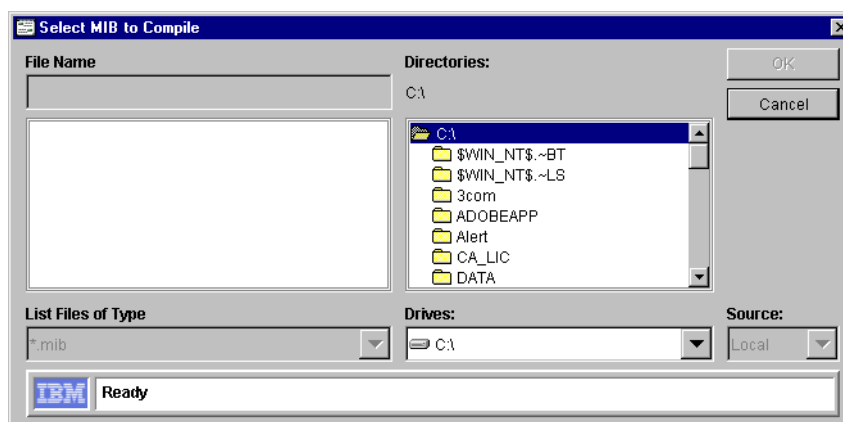 Select MIB to Compile
File Name
Directories:
OK
C:\
Cancel
C:\
$WIN_NT$.~BT
$WIN_NT$.~LS
3com
ADOBEAPP
Alert
CA_LIC
DATA
List Files of Type
Drives:
Source:
*.mib
C:\
Local
IBM
Ready